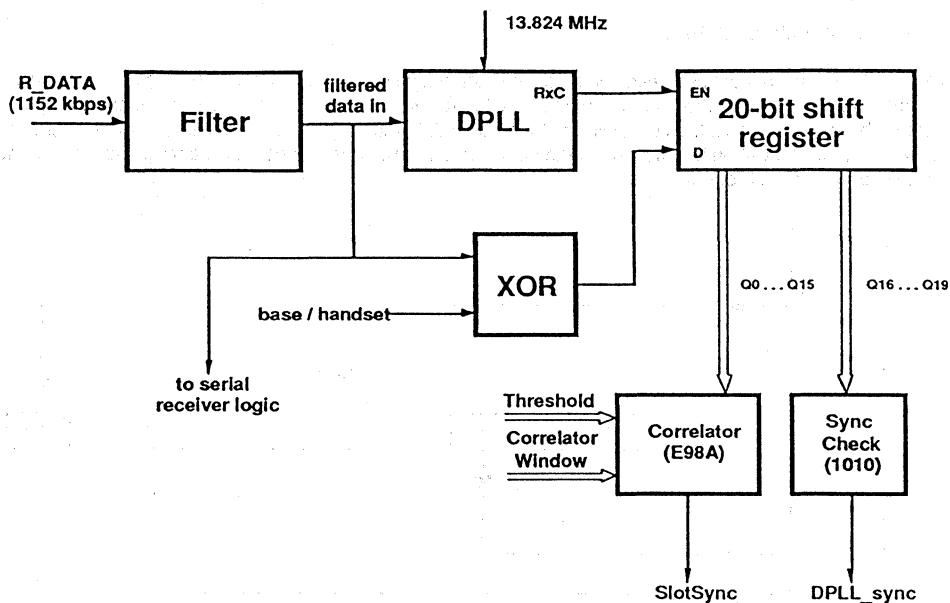 13.824 MHz
R_DATA
(1152 kbps)
Filter
filtered
data in
DPLL
RxC
EN
D
20-bit shift
register
XOR
base / handset
to serial
receiver logic
Q0 . . . Q15
Q16 . . . Q19
Threshold
Correlator
Window
Correlator
(E98A)
Sync
Check
(1010)
SlotSync
DPLL_sync